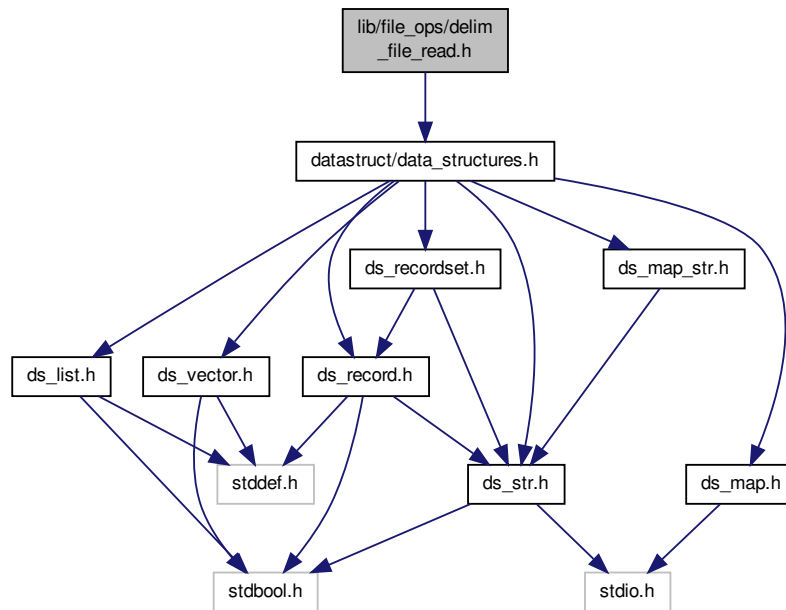 lib/file_ops/delim
_file_read.h
datastruct/data_structures.h
ds_recordset.h
ds_map_str.h
ds_list.h
ds_vector.h
ds_record.h
stddef.h
ds_str.h
ds_map.h
stdbool.h
stdio.h